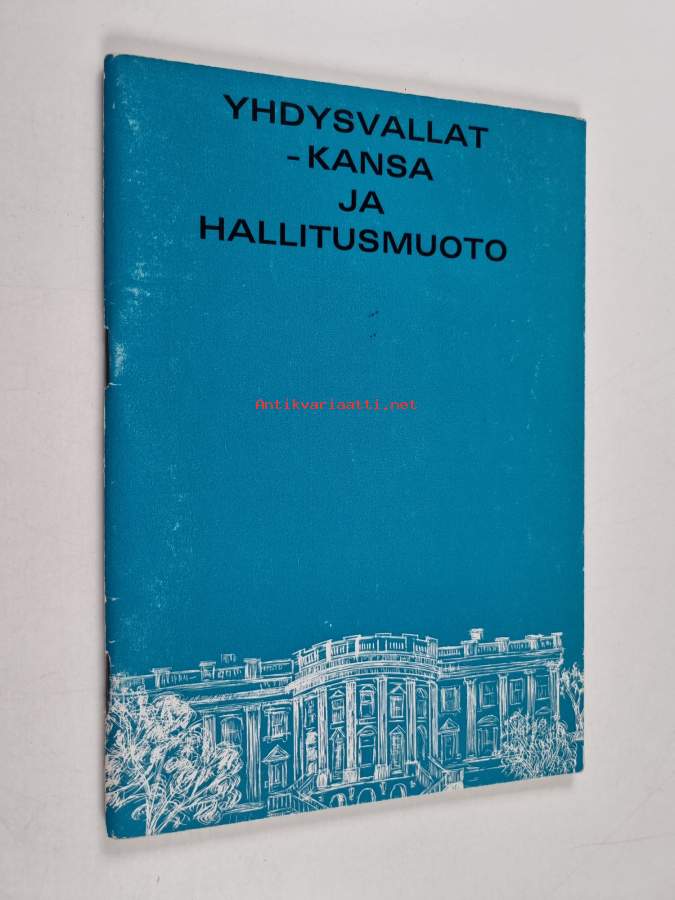 YHDYSVALLAT
- KANSA
JA
HALLITUSMUOTO
Antikvariaatti.net